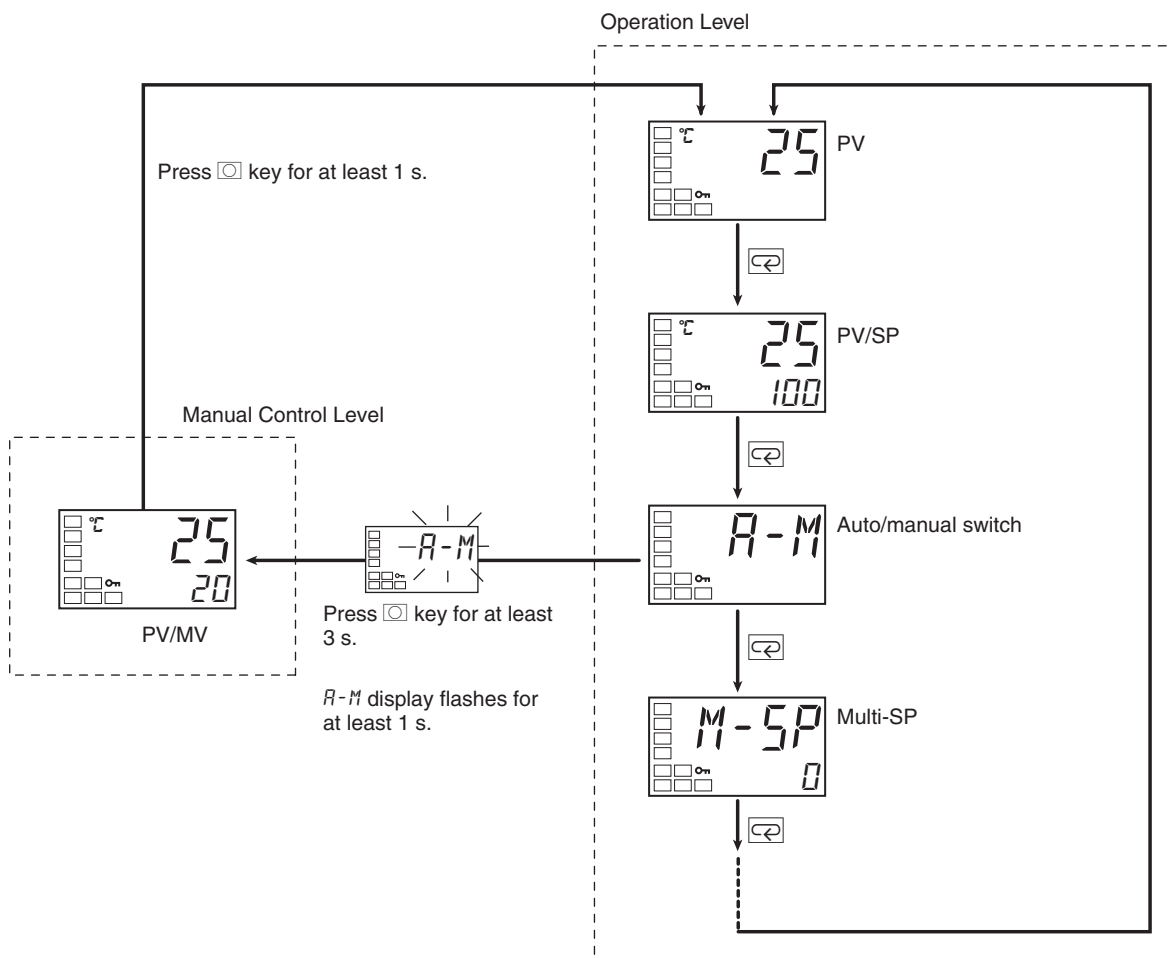 Operation Level
℃ 25
PV
Press key for at least 1 s.
℃ 25
100
PV/SP
Manual Control Level
℃ 25
20
PV/MV
A-M
Press key for at least
3 s.
A-M display flashes for
at least 1 s.
A-M
Auto/manual switch
M-SP
0
Multi-SP